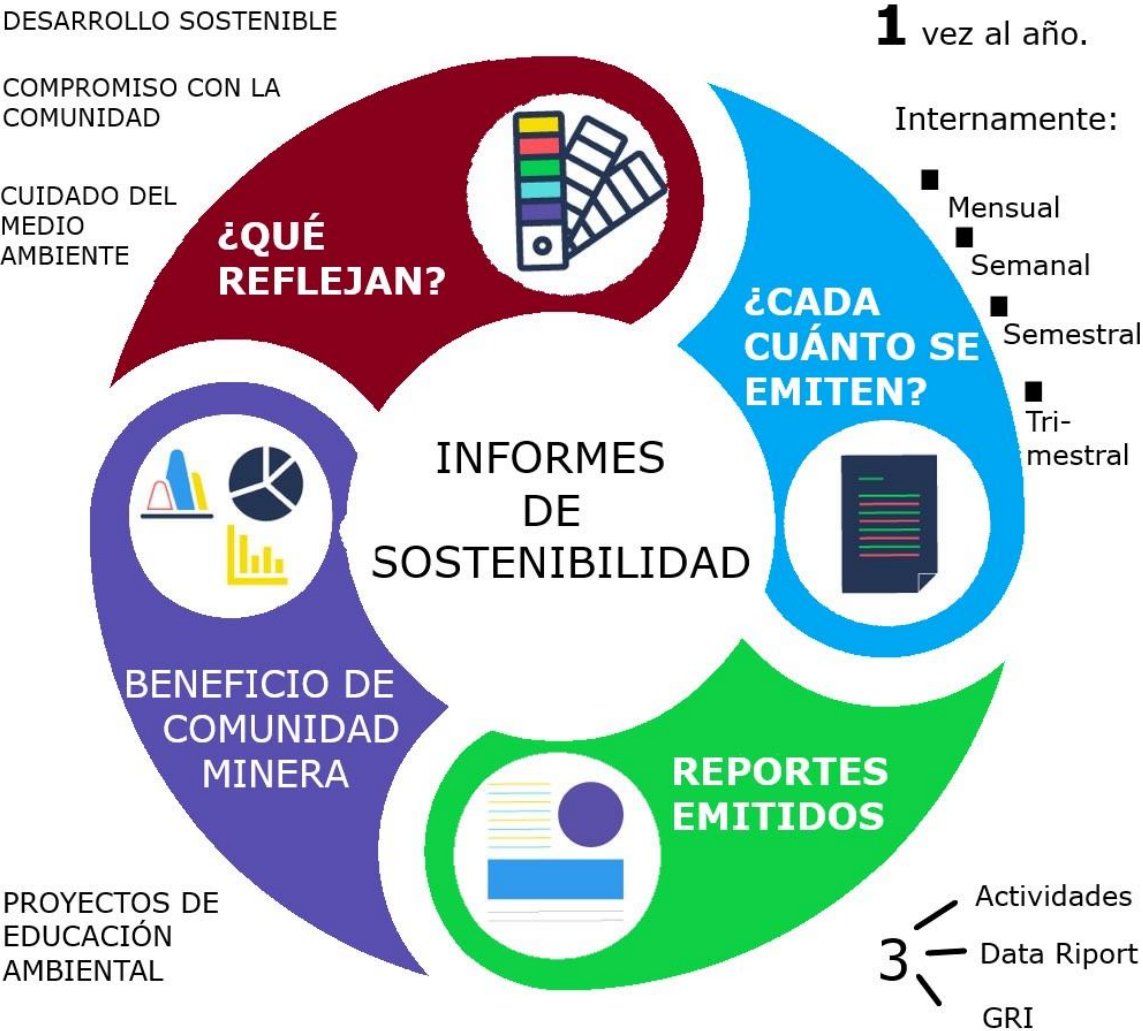 DESARROLLO SOSTENIBLE
COMPROMISO CON LA
COMUNIDAD
CUIDADO DEL
MEDIO
AMBIENTE
¿QUÉ
REFLEJAN?
1 vez al año.
Internamente:
Mensual
Semanal
Semestral
Tri-
mestral
¿CADA
CUÁNTO SE
EMITEN?
INFORMES
DE
SOSTENIBILIDAD
BENEFICIO DE
COMUNIDAD
MINERA
REPORTES
EMITIDOS
PROYECTOS DE
EDUCACIÓN
AMBIENTAL
3
Actividades
Data Riport
GRI